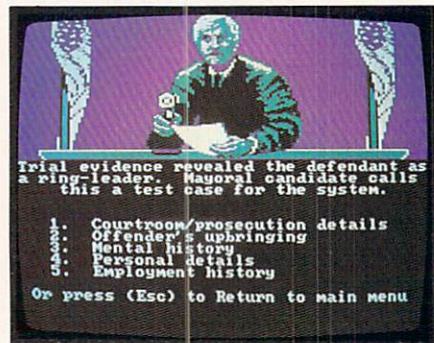 Trial evidence revealed the defendant as
a ring-leader. Mayoral candidate calls
this a test case for the system.
1. Courtroom/prosecution details
2. Offender's upbringing
3. Mental history
4. Personal details
5. Employment history
Or press (Esc) to Return to main menu